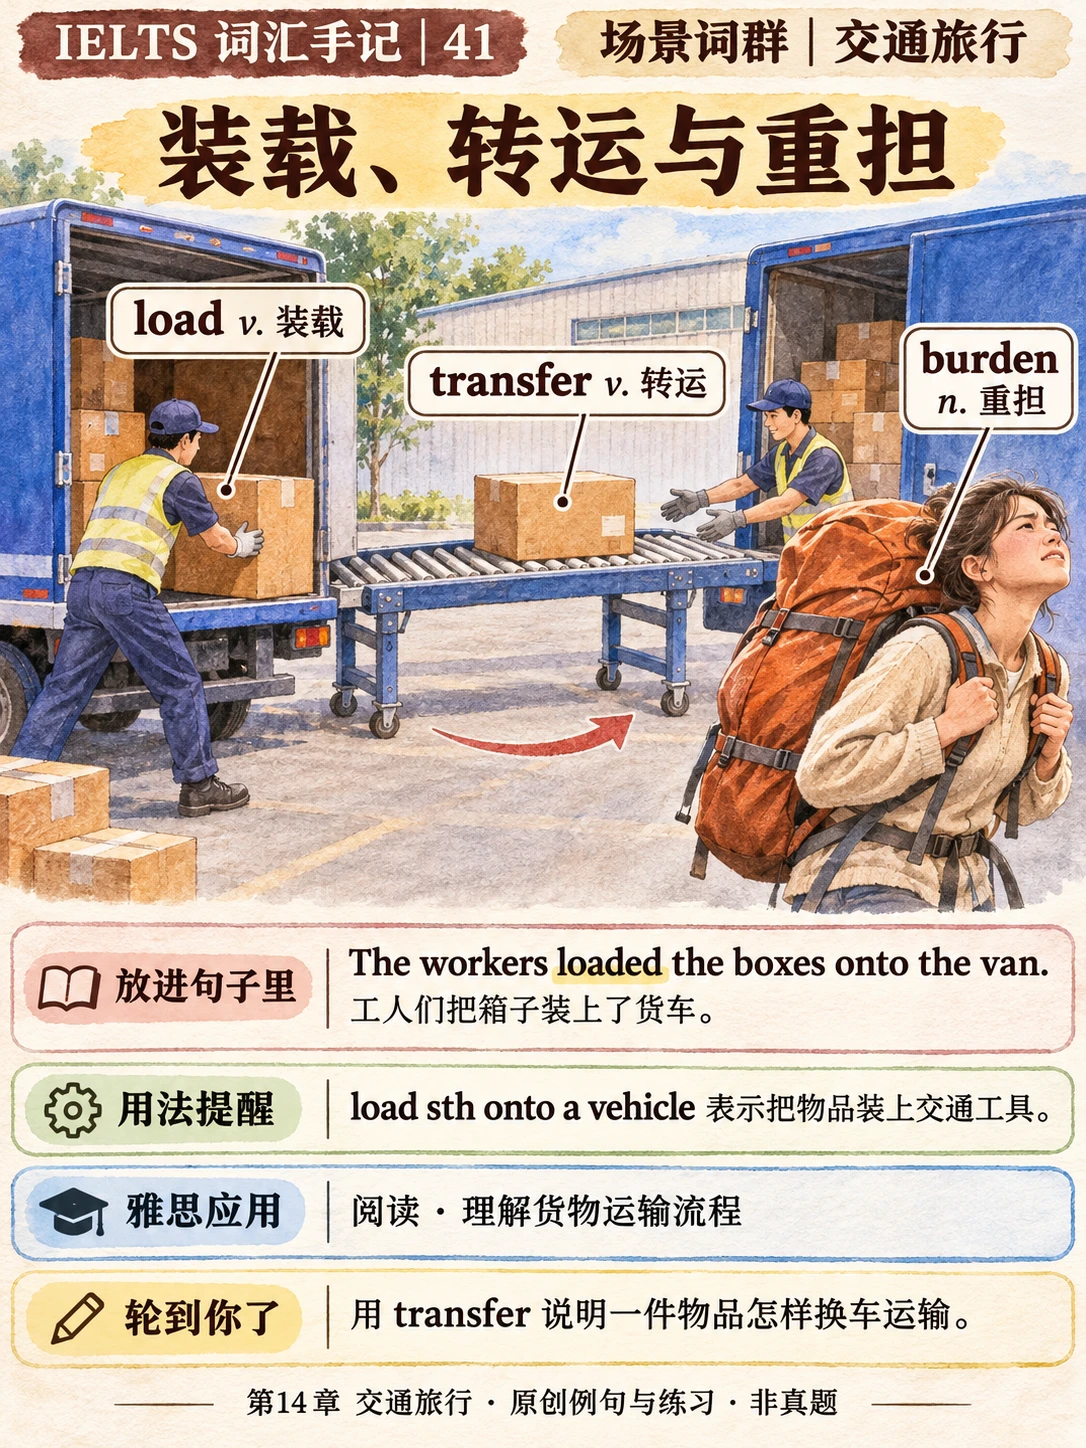 IELTS 词汇手记 | 41
场景词群 | 交通旅行
装载、转运与重担
load v. 装载
transfer v. 转运
burden
n. 重担
放进句子里
The workers loaded the boxes onto the van.
工人们把箱子装上了货车。
用法提醒
load sth onto a vehicle 表示把物品装上交通工具。
雅思应用
阅读 · 理解货物运输流程
轮到你了
用 transfer 说明一件物品怎样换车运输。
第14章 交通旅行 · 原创例句与练习 · 非真题